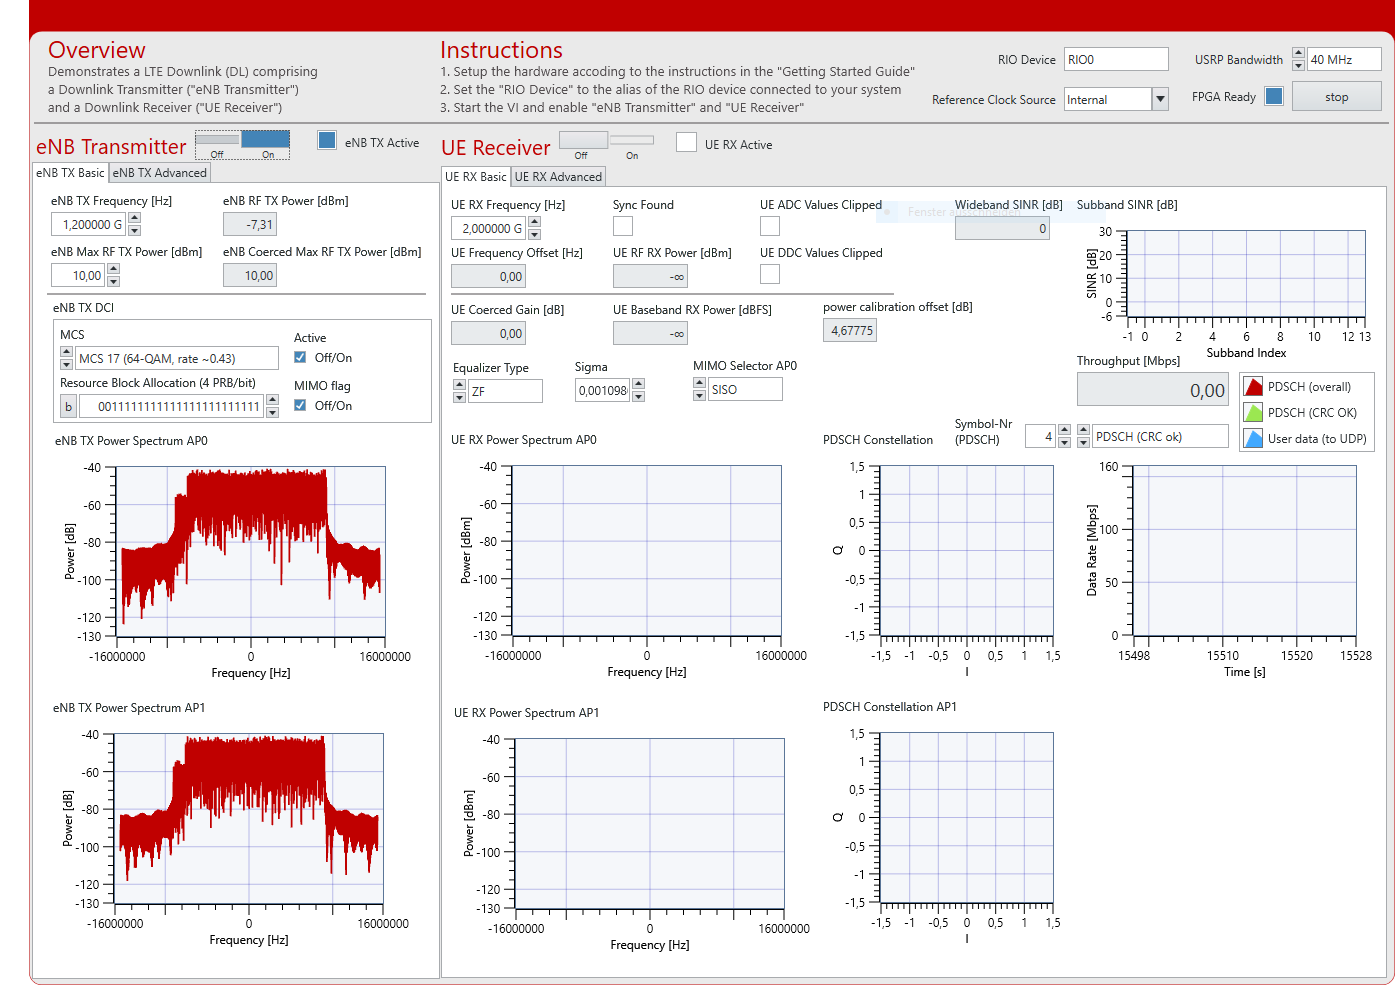 Overview
Demonstrates a LTE Downlink (DL) comprising
a Downlink Transmitter ("eNB Transmitter")
and a Downlink Receiver ("UE Receiver")
Instructions
1. Setup the hardware accoding to the instructions in the "Getting Started Guide"
2. Set the "RIO Device" to the alias of the RIO device connected to your system
3. Start the VI and enable "eNB Transmitter" and "UE Receiver"
RIO Device RIO0
USRP Bandwidth 40 MHz
Reference Clock Source Internal
FPGA Ready stop
eNB Transmitter Off On eNB TX Active
eNB TX Basic eNB TX Advanced
eNB TX Frequency [Hz] eNB RF TX Power [dBm]
1,200000 G -7,31
eNB Max RF TX Power [dBm] eNB Coerced Max RF TX Power [dBm]
10,00 10,00
eNB TX DCI
MCS Active
MCS 17 (64-QAM, rate ~0.43) Off/On
Resource Block Allocation (4 PRB/bit) MIMO flag
b 0011111111111111111111111 Off/On
eNB TX Power Spectrum AP0
Power [dB]
-40
-60
-80
-100
-120
-130
-16000000 0 16000000
Frequency [Hz]
eNB TX Power Spectrum AP1
Power [dB]
-40
-60
-80
-100
-120
-130
-16000000 0 16000000
Frequency [Hz]
UE Receiver Off On UE RX Active
UE RX Basic UE RX Advanced
UE RX Frequency [Hz] Sync Found UE ADC Values Clipped
Fenster ausschneiden
Wideband SINR [dB] Subband SINR [dB]
2,000000 G 0
UE Frequency Offset [Hz] UE RF RX Power [dBm] UE DDC Values Clipped
0,00 -∞
UE Coerced Gain [dB] UE Baseband RX Power [dBFS] power calibration offset [dB]
0,00 -∞ 4,67775
Equalizer Type Sigma MIMO Selector AP0
ZF 0,001098 SISO
SINR [dB]
30
20
10
0
-6
-1 0 2 4 6 8 10 12 13
Subband Index
Throughput [Mbps]
0,00
PDSCH (overall)
PDSCH (CRC OK)
User data (to UDP)
Symbol-Nr
(PDSCH) 4 PDSCH (CRC ok)
UE RX Power Spectrum AP0
Power [dBm]
-40
-60
-80
-100
-120
-130
-16000000 0 16000000
Frequency [Hz]
PDSCH Constellation
Q
1,5
1
0,5
0
-0,5
-1
-1,5
-1,5 -1 -0,5 0 0,5 1 1,5
I
Data Rate [Mbps]
160
100
50
0
15498 15510 15520 15528
Time [s]
UE RX Power Spectrum AP1
Power [dBm]
-40
-60
-80
-100
-120
-130
-16000000 0 16000000
Frequency [Hz]
PDSCH Constellation AP1
Q
1,5
1
0,5
0
-0,5
-1
-1,5
-1,5 -1 -0,5 0 0,5 1 1,5
I